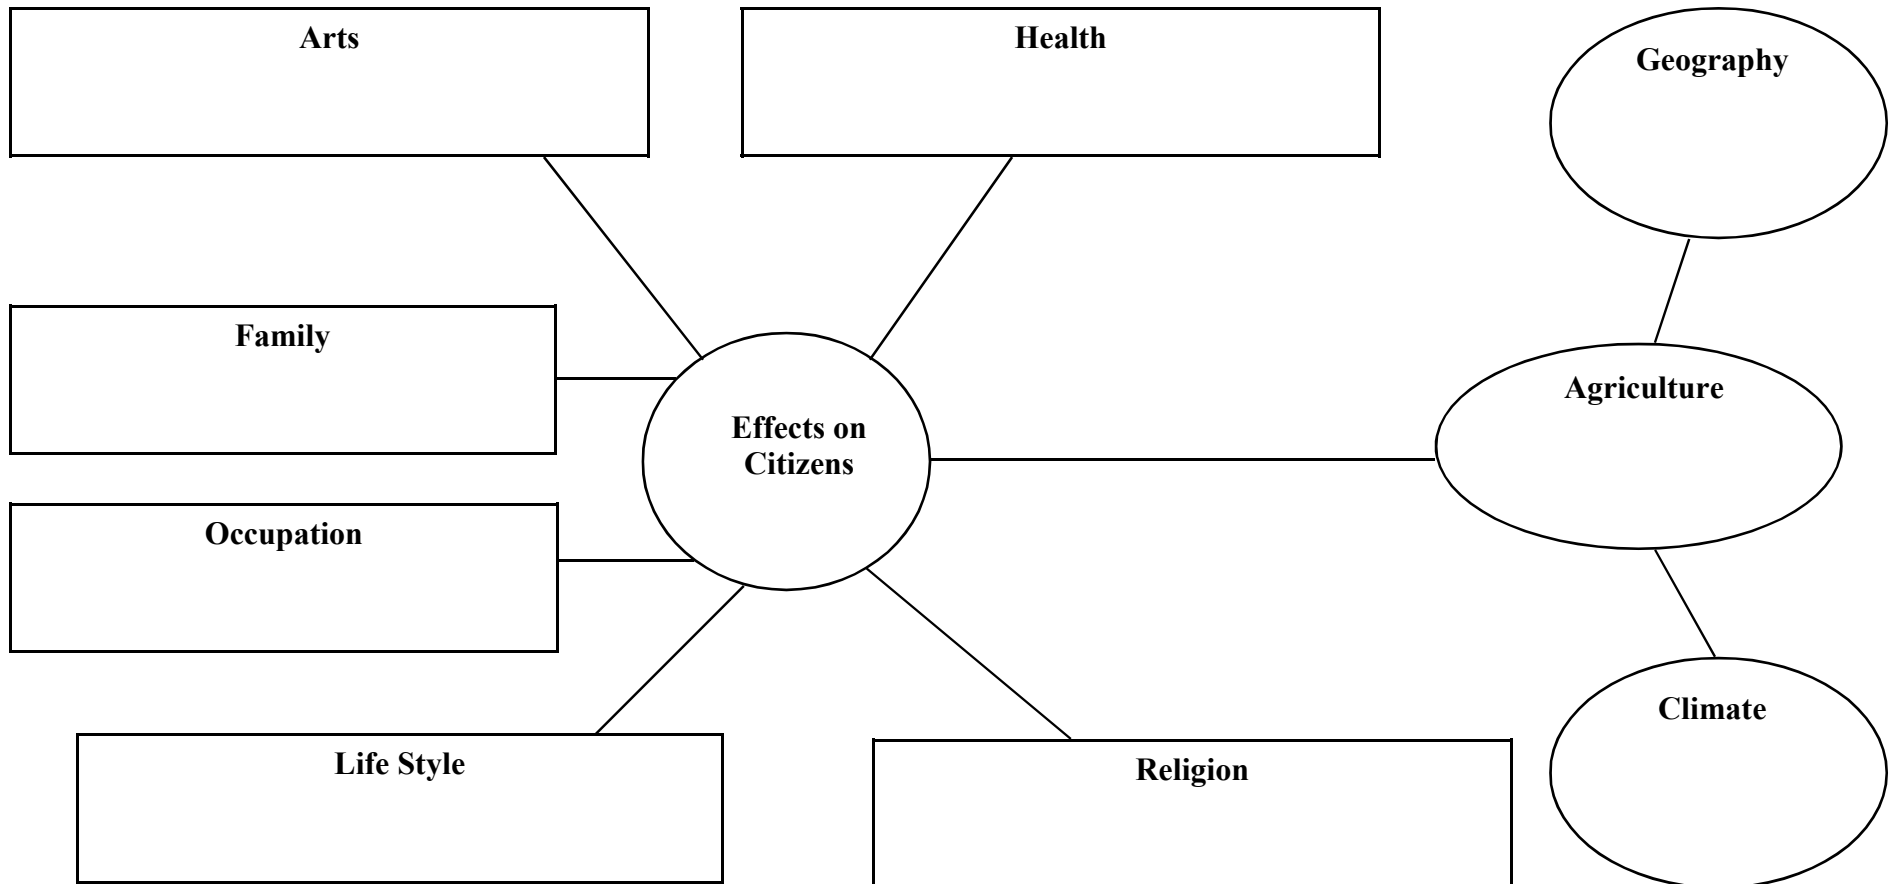 Arts
Health
Geography
Family
Agriculture
Effects on
Citizens
Occupation
Climate
Life Style
Religion